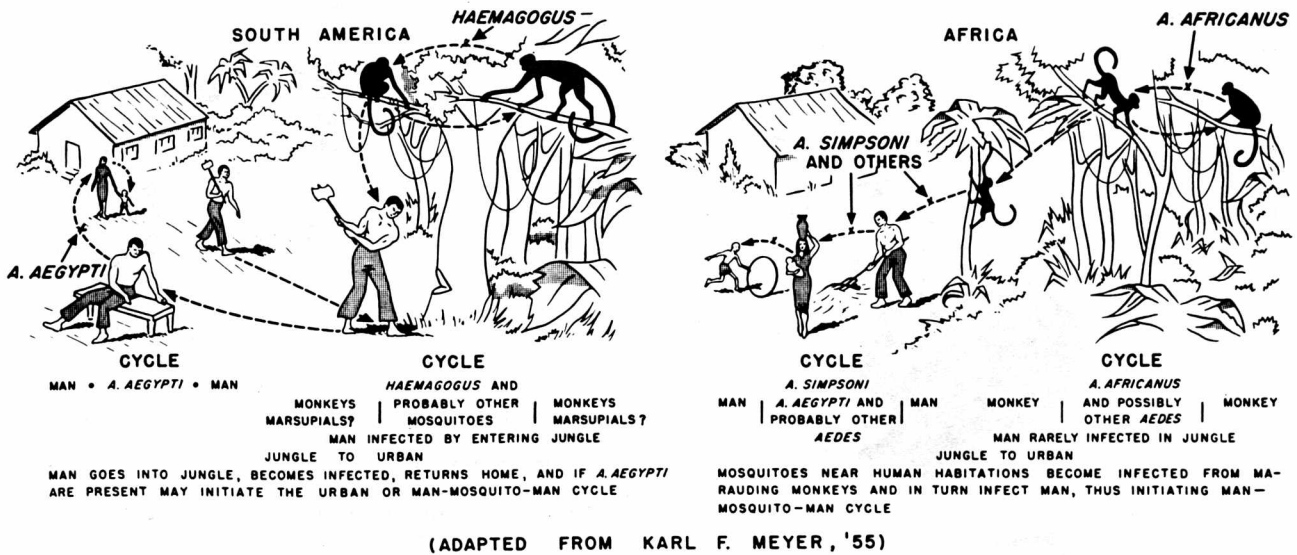 SOUTH AMERICA
HAEMAGOGUS
A. AEGYPTI
CYCLE
MAN • A. AEGYPTI • MAN
CYCLE
HAEMAGOGUS AND
MONKEYS | PROBABLY OTHER | MONKEYS
MARSUPIALS? | MOSQUITOES | MARSUPIALS?
MAN INFECTED BY ENTERING JUNGLE
JUNGLE TO URBAN
MAN GOES INTO JUNGLE, BECOMES INFECTED, RETURNS HOME, AND IF A. AEGYPTI
ARE PRESENT MAY INITIATE THE URBAN OR MAN-MOSQUITO-MAN CYCLE
AFRICA
A. AFRICANUS
A. SIMPSONI
AND OTHERS
CYCLE
A. SIMPSONI
MAN | A. AEGYPTI AND | MAN
PROBABLY OTHER
AEDES
CYCLE
A. AFRICANUS
MONKEY | AND POSSIBLY | MONKEY
OTHER AEDES
MAN RARELY INFECTED IN JUNGLE
JUNGLE TO URBAN
MOSQUITOES NEAR HUMAN HABITATIONS BECOME INFECTED FROM MA-
RAUDING MONKEYS AND IN TURN INFECT MAN, THUS INITIATING MAN-
MOSQUITO-MAN CYCLE
(ADAPTED FROM KARL F. MEYER, '55)